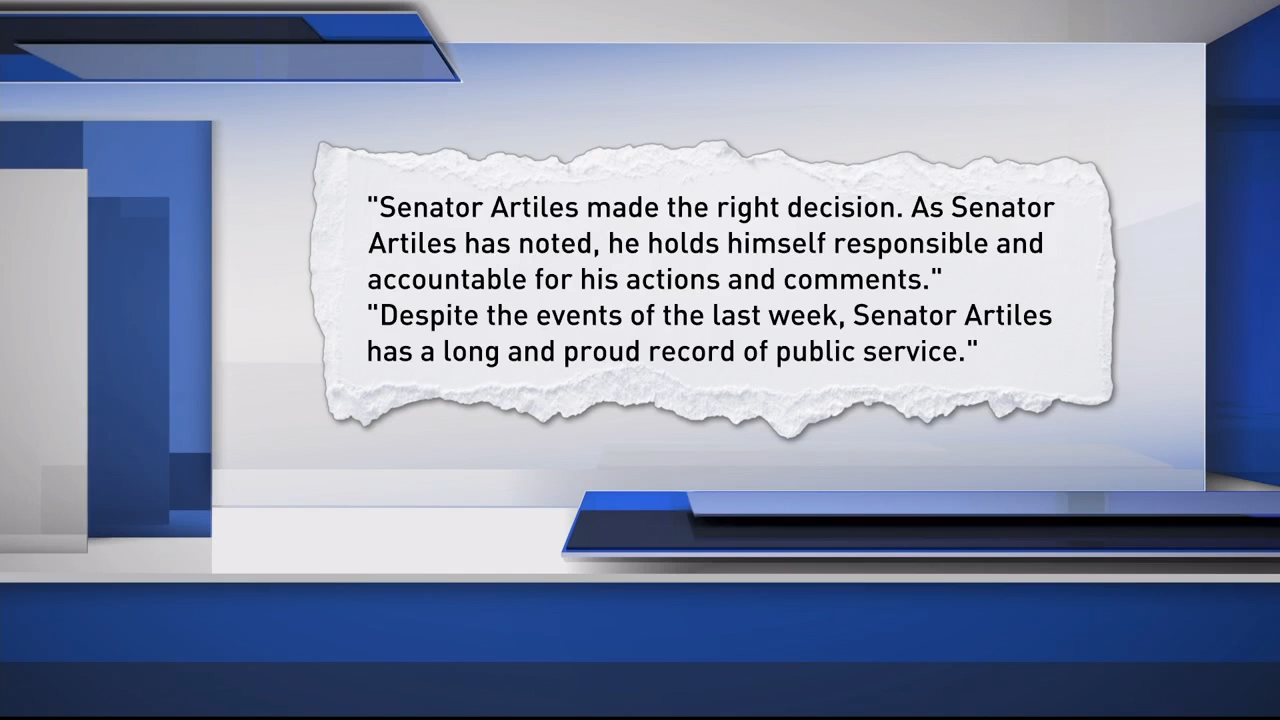 "Senator Artiles made the right decision. As Senator
Artiles has noted, he holds himself responsible and
accountable for his actions and comments."
"Despite the events of the last week, Senator Artiles
has a long and proud record of public service."